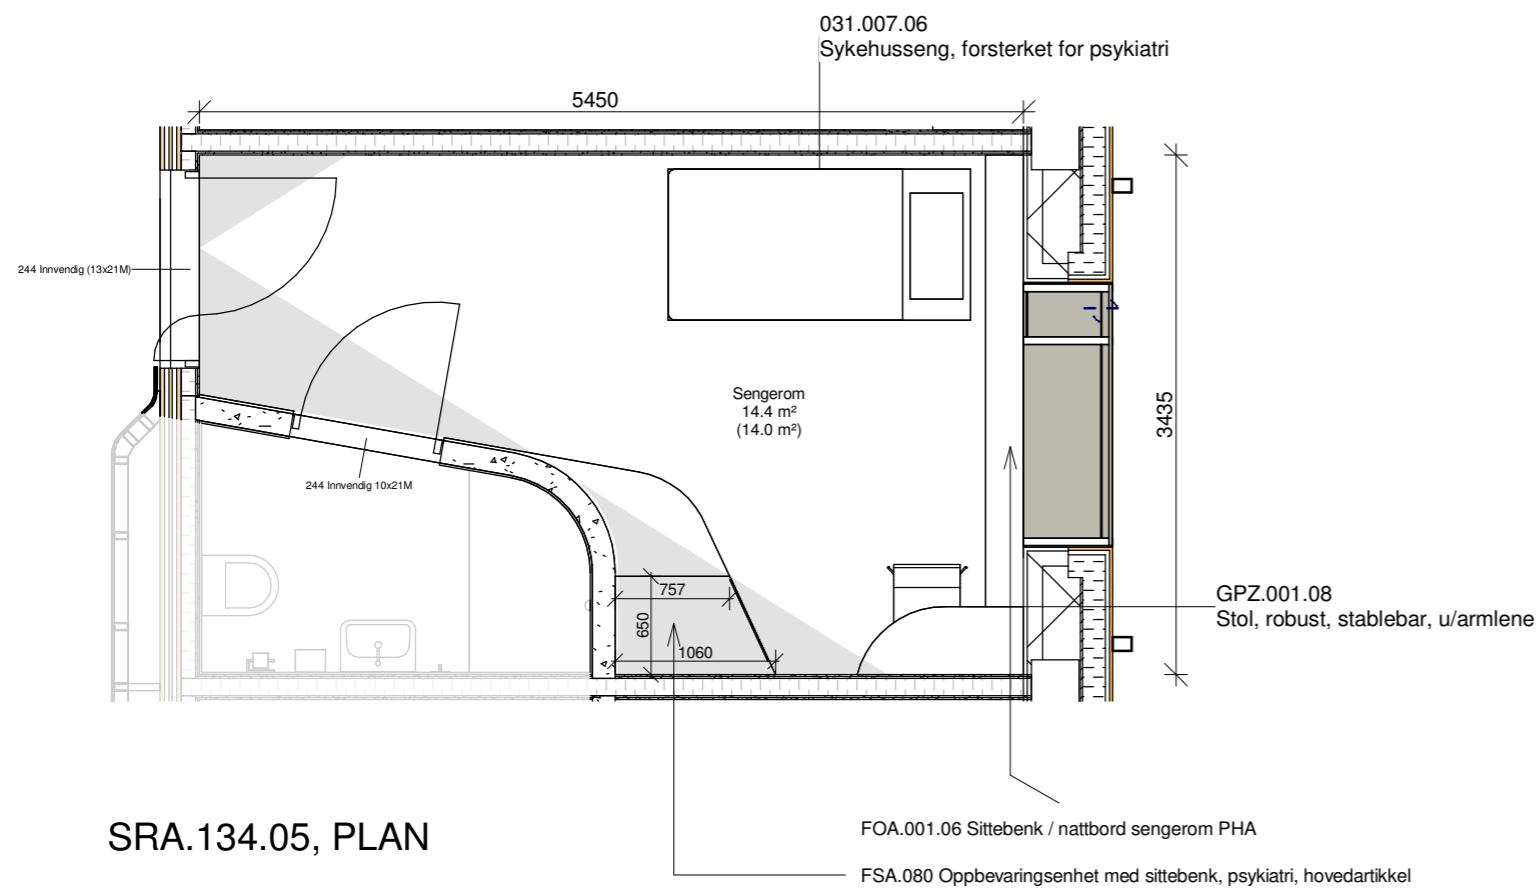 031.007.06
Sykehusseng, forsterket for psykiatri
5450
244 Innvendig (13x21M)
Sengerom
14.4 m²
(14.0 m²)
3435
244 Innvendig 10x21M
757
650
1060
GPZ.001.08
Stol, robust, stablebar, u/armlene
SRA.134.05, PLAN
FOA.001.06 Sittebenk / nattbord sengerom PHA
FSA.080 Oppbevaringsenhet med sittebenk, psykiatri, hovedartikkel